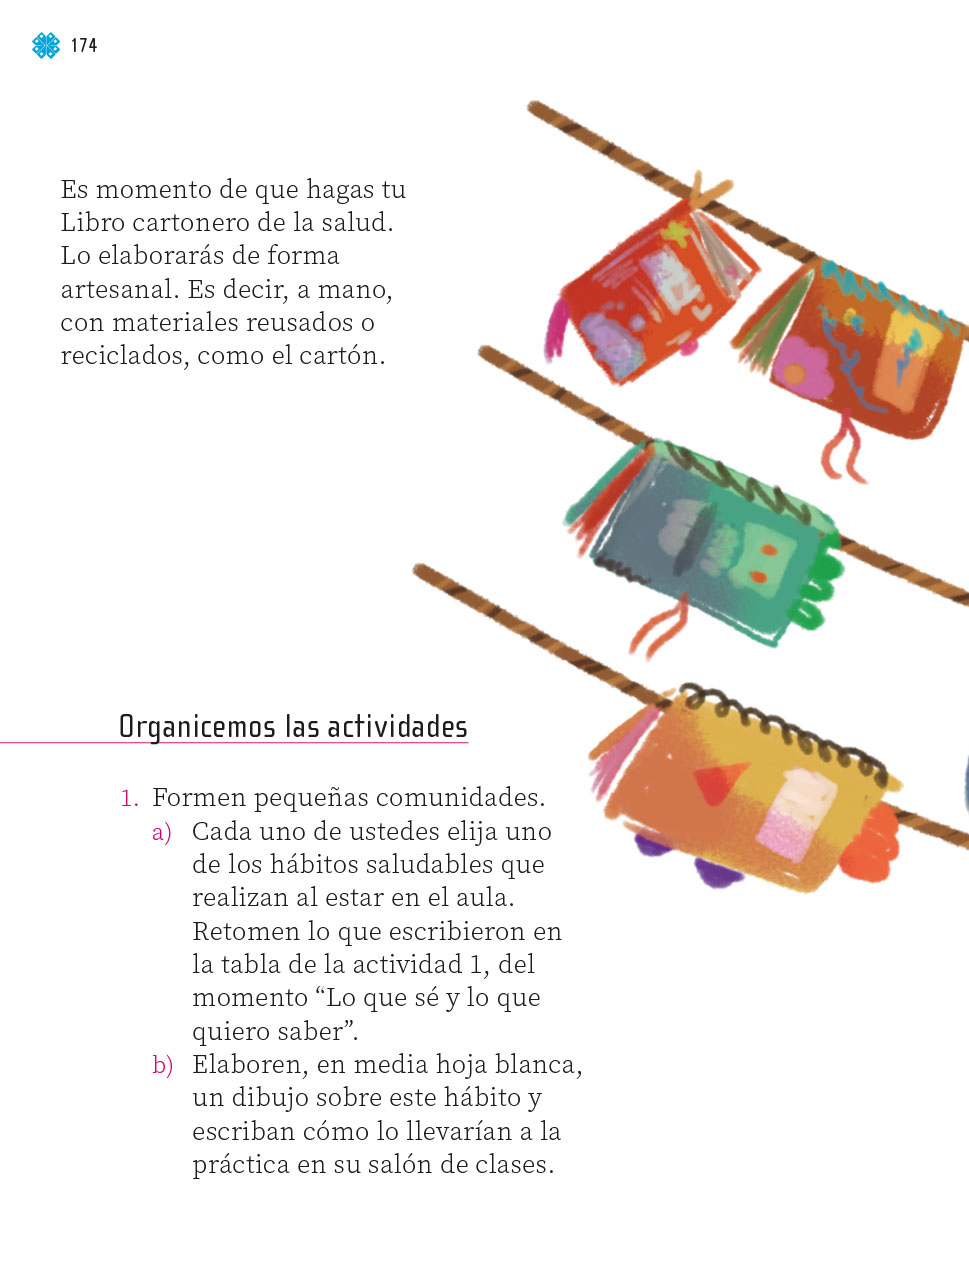 174
Es momento de que hagas tu
Libro cartonero de la salud.
Lo elaborarás de forma
artesanal. Es decir, a mano,
con materiales reusados o
reciclados, como el cartón.
Organicemos las actividades
1. Formen pequeñas comunidades.
a) Cada uno de ustedes elija uno
de los hábitos saludables que
realizan al estar en el aula.
Retomen lo que escribieron en
la tabla de la actividad 1, del
momento “Lo que sé y lo que
quiero saber”.
b) Elaboren, en media hoja blanca,
un dibujo sobre este hábito y
escriban cómo lo llevarían a la
práctica en su salón de clases.